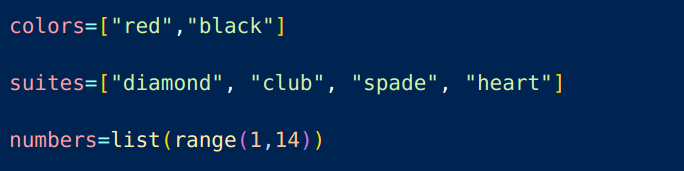 colors=["red","black"]
suites=["diamond", "club", "spade", "heart"]
numbers=list(range(1,14))